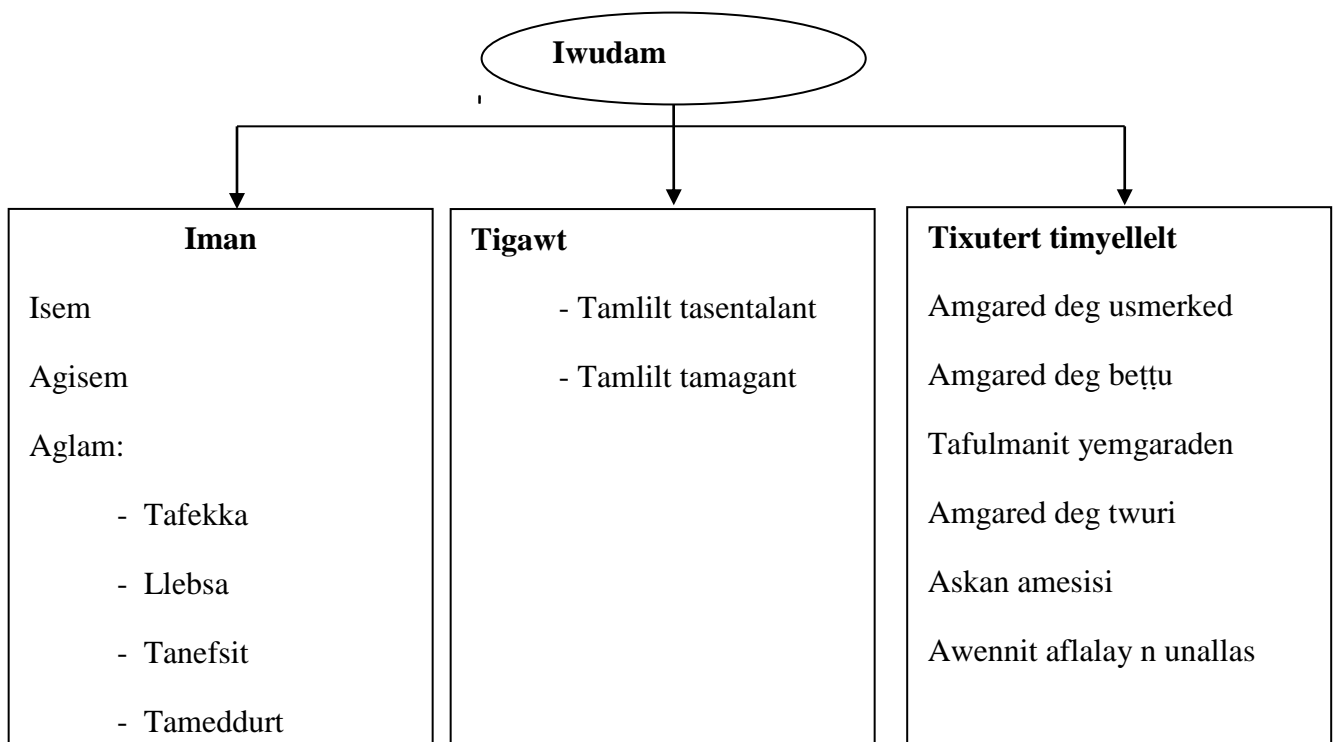 Iwudam
Iman
Isem
Agisem
Aglam:
- Tafekka
- Llebsa
- Tanefsit
- Tameddurt
Tigawt
- Tamlilt tasentalant
- Tamlilt tamagant
Tixutert timyellelt
Amgared deg usmerked
Amgared deg beṭṭu
Tafulmanit yemgaraden
Amgared deg twuri
Askan amesisi
Awennit aflalay n unallas